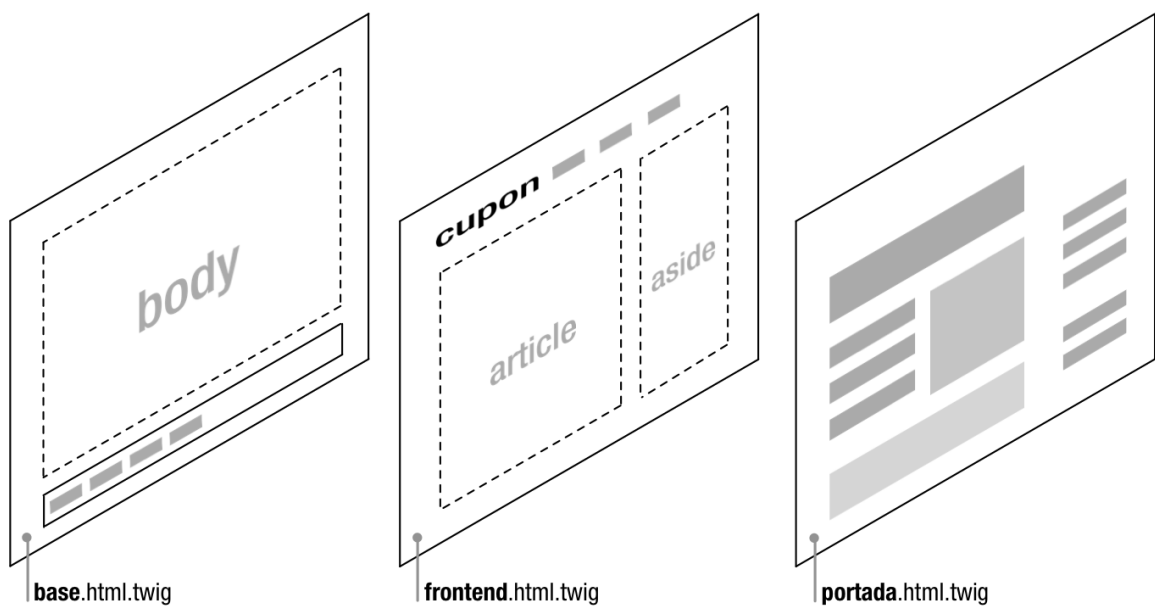 body
base.html.twig
cupon
article
aside
frontend.html.twig
portada.html.twig